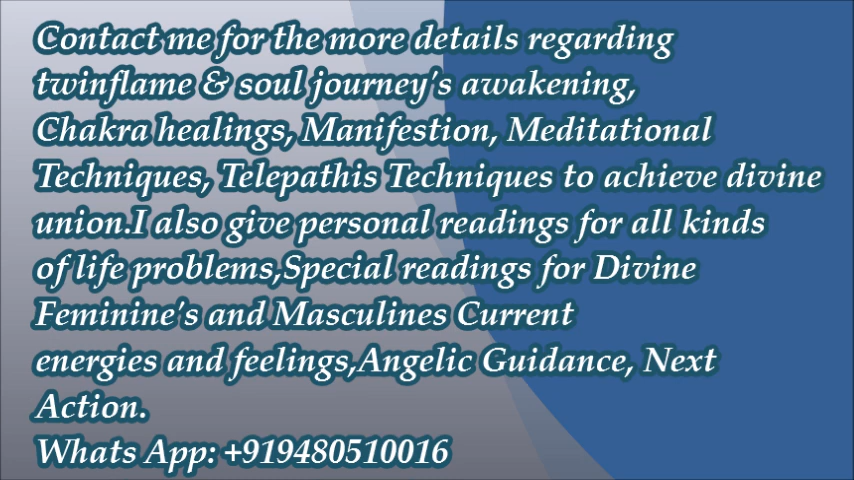 Contact me for the more details regarding
twinflame & soul journey's awakening,
Chakra healings, Manifestion, Meditational
Techniques, Telepathis Techniques to achieve divine
union.I also give personal readings for all kinds
of life problems,Special readings for Divine
Feminine's and Masculines Current
energies and feelings,Angelic Guidance, Next
Action.
Whats App: +919480510016